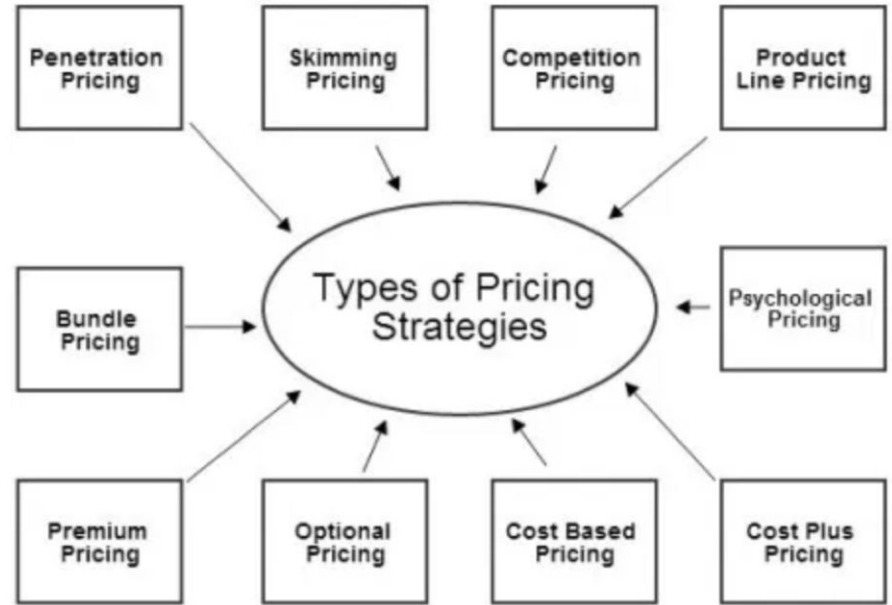 Penetration
Pricing
Skimming
Pricing
Competition
Pricing
Product
Line Pricing
Types of Pricing
Strategies
Bundle
Pricing
Psychological
Pricing
Premium
Pricing
Optional
Pricing
Cost Based
Pricing
Cost Plus
Pricing